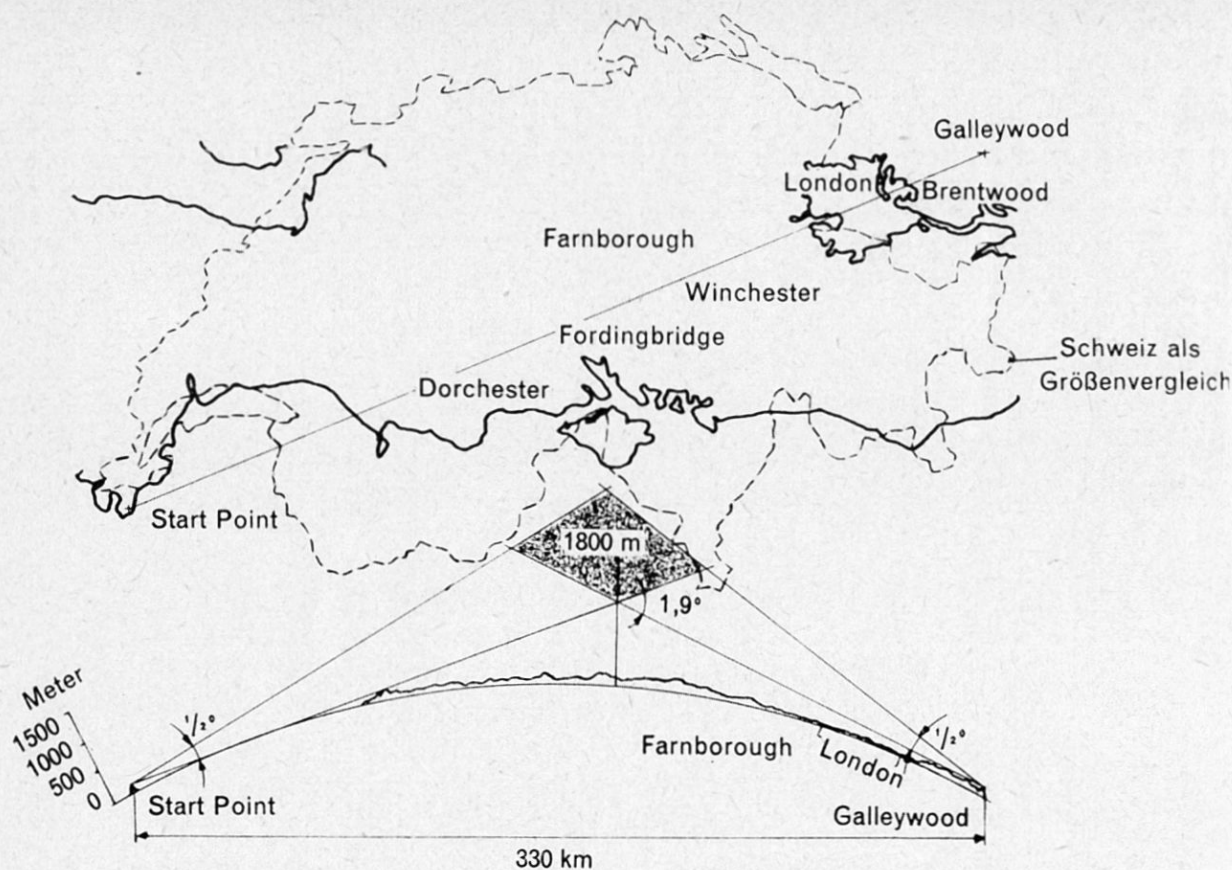 Galleywood
London
Brentwood
Farnborough
Winchester
Fordingbridge
Schweiz als
Größenvergleich
Dorchester
Start Point
1800 m
1,9°
Meter
1500
1000
500
0
1/2°
1/2°
Farnborough
London
Start Point
Galleywood
330 km